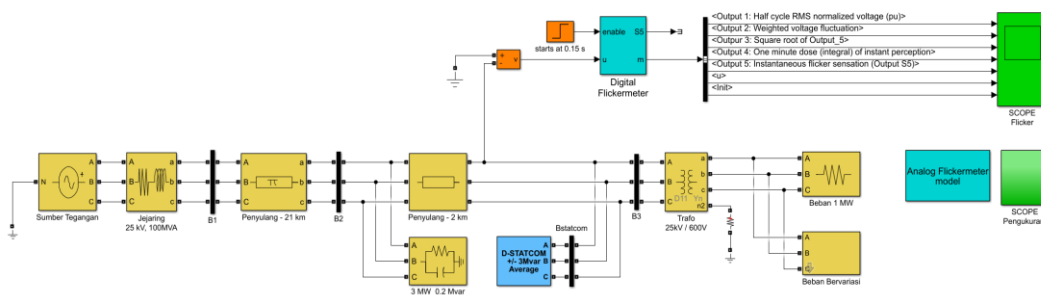 <Output 1: Half cycle RMS normalized voltage (pu)>
<Output 2: Weighted voltage fluctuation>
<Output 3: Square root of Output_5>
<Output 4: One minute dose (integral) of instant perception>
<Output 5: Instantaneous flicker sensation (Output S5)>
<u>
<Init>
enable
S5
u
m
Digital
Flickermeter
starts at 0.15 s
+
-
v
SCOPE
Flicker
N
A
B
C
Sumber Tegangan
A
B
C
a
b
c
Jejaring
25 kV, 100MVA
B1
A
B
C
a
b
c
Penyulang - 21 km
B2
A
B
C
a
b
c
Penyulang - 2 km
B3
A
B
C
a
b
c
n2
D11 Yn
Trafo
25kV / 600V
A
B
C
Beban 1 MW
A
B
C
Beban Bervariasi
Analog Flickermeter
model
SCOPE
Pengukuran
A
B
C
3 MW 0.2 Mvar
D-STATCOM
+/- 3Mvar
Average
A
B
C
Bstatcom